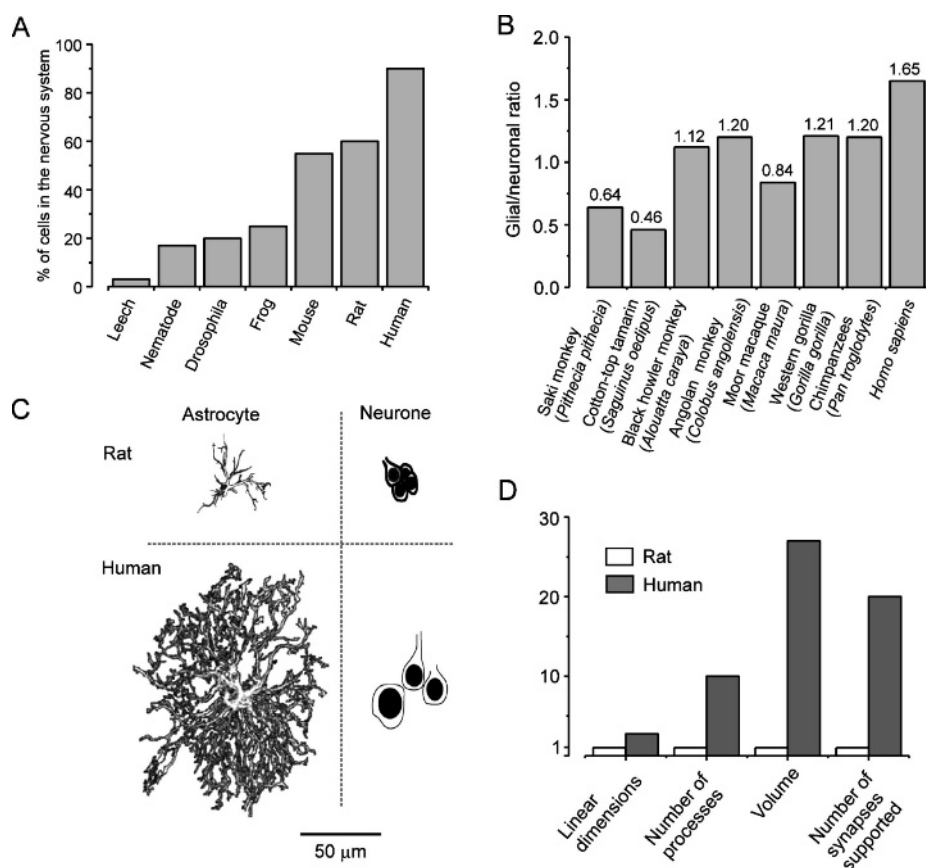 A
% of cells in the nervous system
100
80
60
40
20
0
Leech
Nematode
Drosophila
Frog
Mouse
Rat
Human
B
Glial/neuronal ratio
2.0
1.5
1.0
0.5
0.0
0.64
0.46
1.12
1.20
0.84
1.21
1.20
1.65
Saki monkey
(Pithecia pithecia)
Cotton-top tamarin
(Saguinus oedipus)
Black howler monkey
(Alouatta caraya)
Angolan monkey
(Colobus angolensis)
Moor macaque
(Macaca maura)
Western gorilla
(Gorilla gorilla)
Chimpanzees
(Pan troglodytes)
Homo sapiens
C
Astrocyte
Neurone
Rat
Human
50 μm
D
30
20
10
1
Rat
Human
Linear
dimensions
Number of
processes
Volume
Number of
synapses
supported